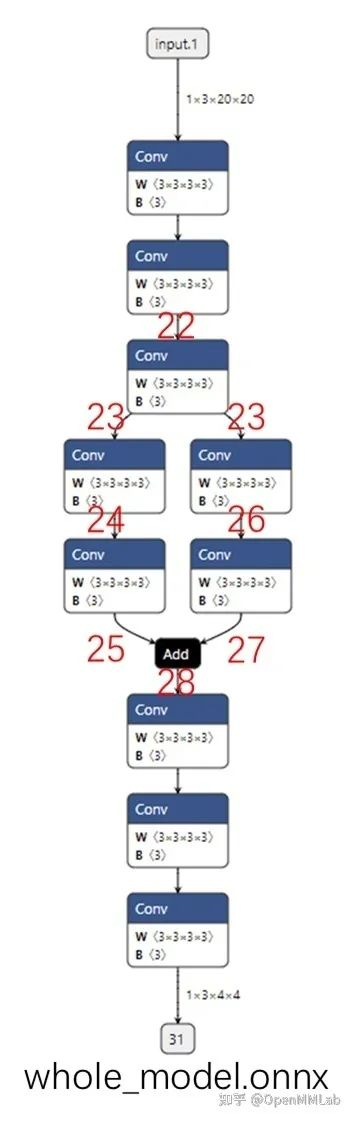 input.1
1×3×20×20
Conv
W 〈3×3×3×3〉
B 〈3〉
Conv
W 〈3×3×3×3〉
B 〈3〉
22
Conv
W 〈3×3×3×3〉
B 〈3〉
23 23
Conv Conv
W 〈3×3×3×3〉 W 〈3×3×3×3〉
B 〈3〉 B 〈3〉
24 26
Conv Conv
W 〈3×3×3×3〉 W 〈3×3×3×3〉
B 〈3〉 B 〈3〉
25 Add 27
28
Conv
W 〈3×3×3×3〉
B 〈3〉
Conv
W 〈3×3×3×3〉
B 〈3〉
Conv
W 〈3×3×3×3〉
B 〈3〉
1×3×4×4
31
whole_model.onnx
知乎 @OpenMMLab